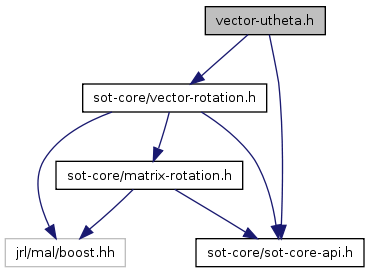 vector-utheta.h
sot-core/vector-rotation.h
sot-core/matrix-rotation.h
jrl/mal/boost.hh
sot-core/sot-core-api.h